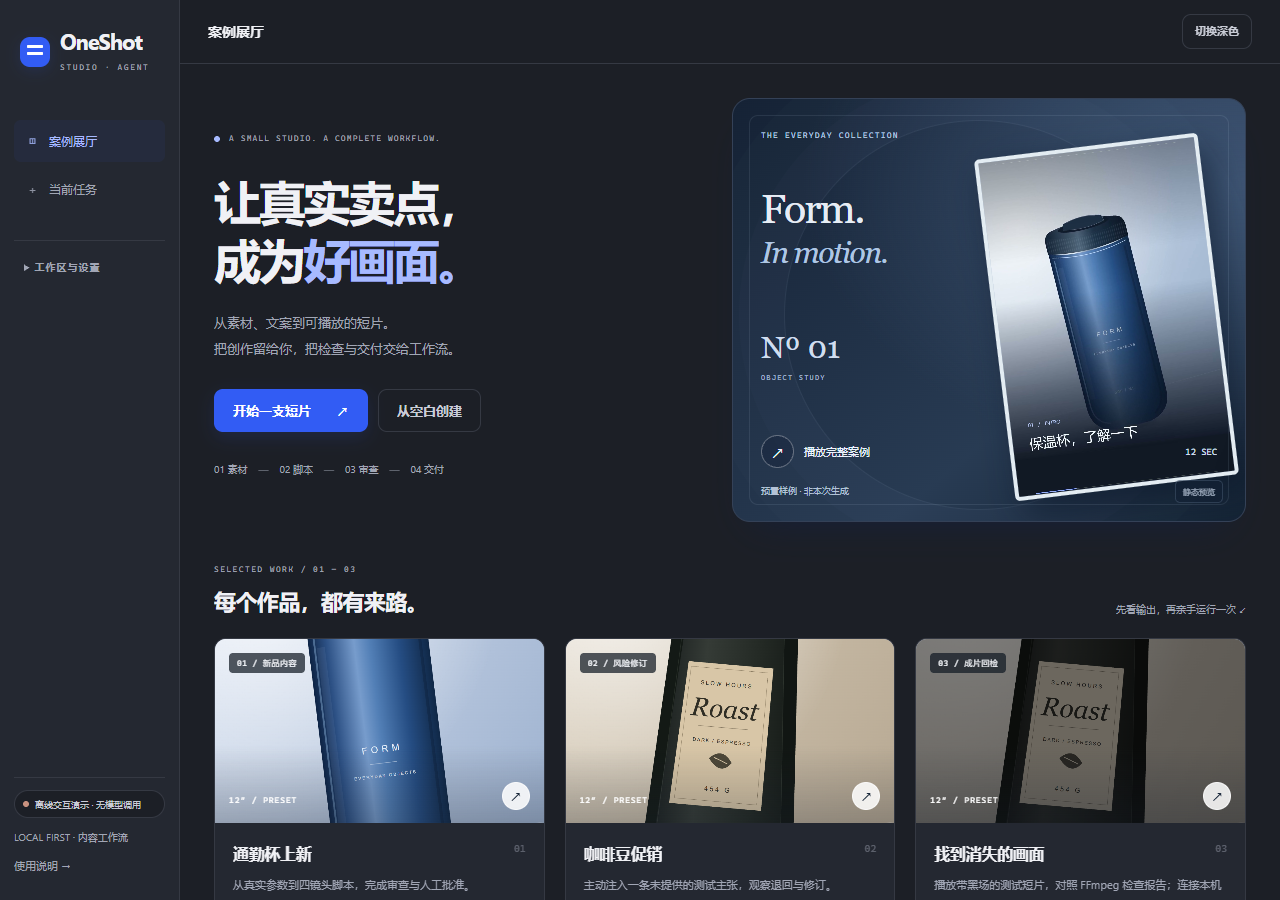 OneShot
STUDIO · AGENT
案例展厅
当前任务
工作区与设置
离线交互演示 · 无模型调用
LOCAL FIRST · 内容工作流
使用说明 →
案例展厅
切换深色
A SMALL STUDIO. A COMPLETE WORKFLOW.
让真实卖点，
成为好画面。
从素材、文案到可播放的短片。
把创作留给你，把检查与交付交给工作流。
开始一支短片 ↗
从空白创建
01 素材 — 02 脚本 — 03 审查 — 04 交付
THE EVERYDAY COLLECTION
Form.
In motion.
Nº 01
OBJECT STUDY
↗ 播放完整案例
预置样例 · 非本次生成
FORM
保温杯，了解一下
12 SEC
静态预览
SELECTED WORK / 01 — 03
每个作品，都有来路。
先看输出，再亲手运行一次 ↙
01 / 新品内容
FORM
EVERYDAY OBJECTS
12″ / PRESET
↗
通勤杯上新
01
从真实参数到四镜头脚本，完成审查与人工批准。
02 / 风险修订
SLOW HOURS
Roast
DARK / ESPRESSO
454 G
12″ / PRESET
↗
咖啡豆促销
02
主动注入一条未提供的测试主张，观察退回与修订。
03 / 成片回检
SLOW HOURS
Roast
DARK / ESPRESSO
454 G
12″ / PRESET
↗
找到消失的画面
03
播放带黑场的测试短片，对照 FFmpeg 检查报告；连接本机